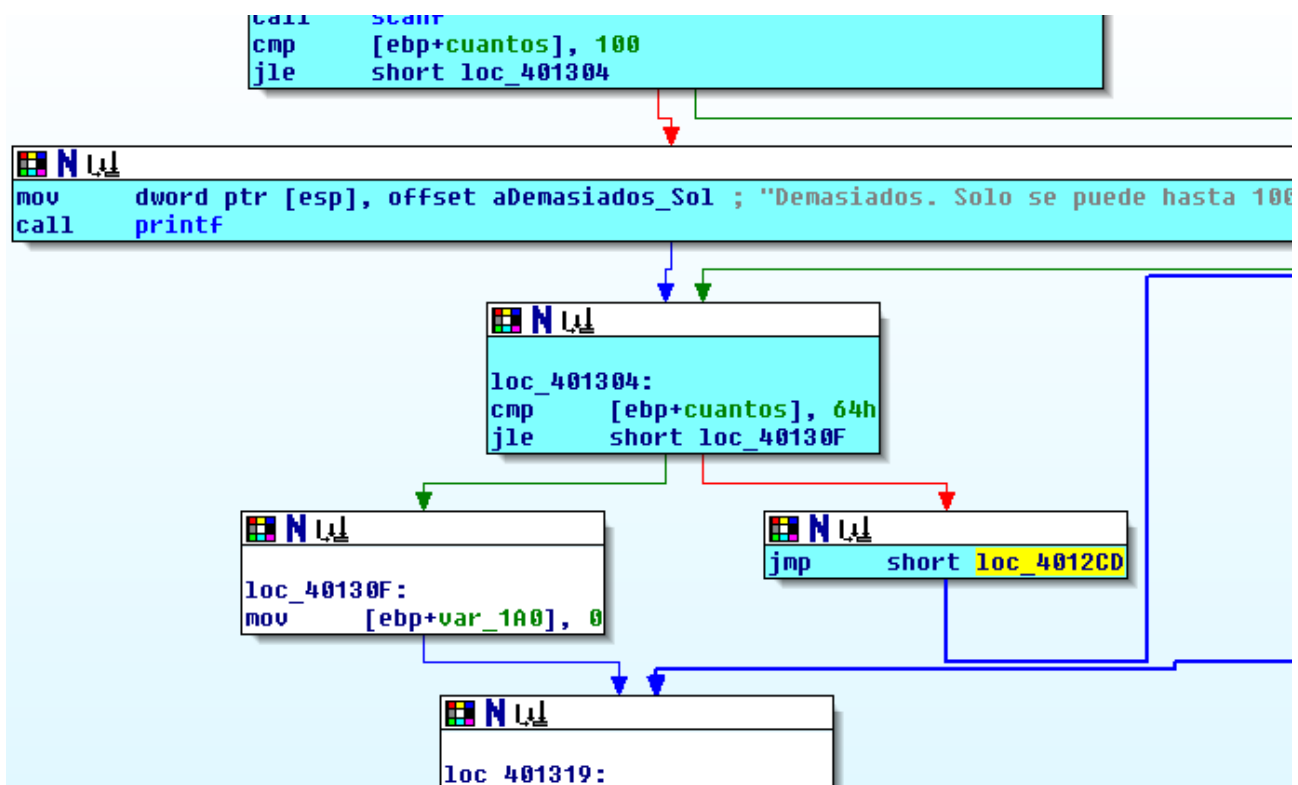 call scanf
cmp [ebp+cuantos], 100
jle short loc_401304
N
mov dword ptr [esp], offset aDemasiados_Sol ; "Demasiados. Solo se puede hasta 100
call printf
N
loc_401304:
cmp [ebp+cuantos], 64h
jle short loc_40130F
N
loc_40130F:
mov [ebp+var_1A0], 0
N
jmp short loc_4012CD
N
loc_401319: